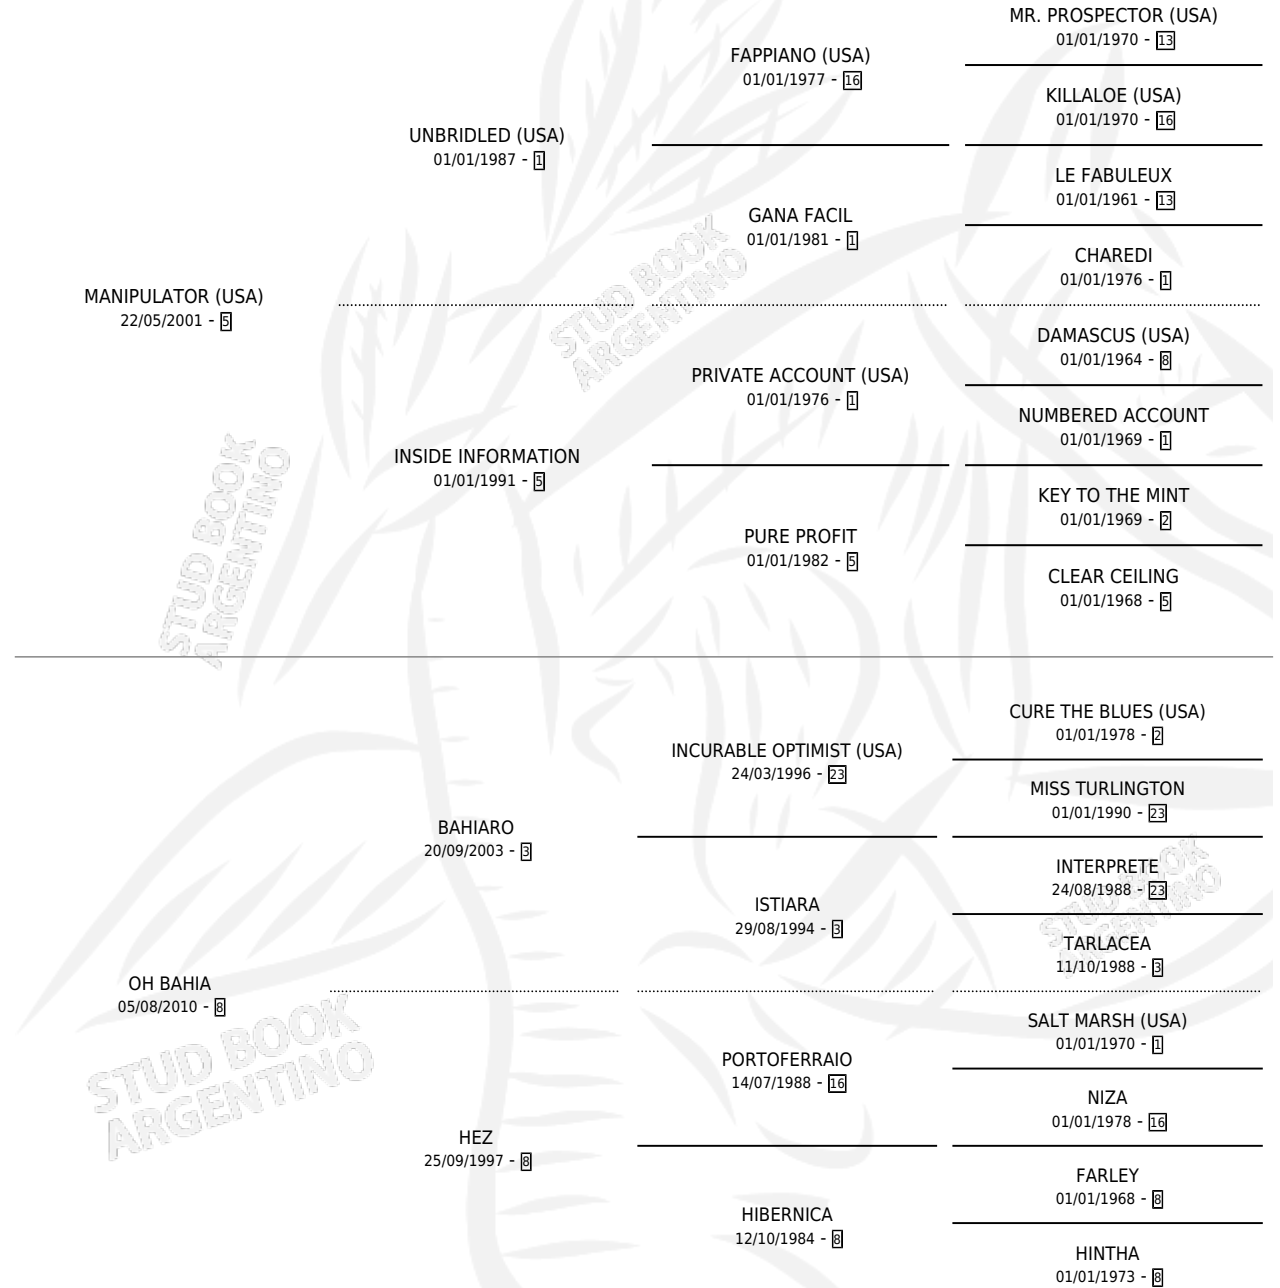 MR. PROSPECTOR (USA)
01/01/1970 - 13
FAPPIANO (USA)
01/01/1977 - 16
KILLALOE (USA)
01/01/1970 - 16
UNBRIDLED (USA)
01/01/1987 - 1
LE FABULEUX
01/01/1961 - 13
GANA FACIL
01/01/1981 - 1
CHAREDI
01/01/1976 - 1
MANIPULATOR (USA)
22/05/2001 - 5
STUD BOOK
ARGENTINO
DAMASCUS (USA)
01/01/1964 - 8
PRIVATE ACCOUNT (USA)
01/01/1976 - 1
NUMBERED ACCOUNT
01/01/1969 - 1
INSIDE INFORMATION
01/01/1991 - 5
KEY TO THE MINT
01/01/1969 - 2
PURE PROFIT
01/01/1982 - 5
CLEAR CEILING
01/01/1968 - 5
STUD BOOK
ARGENTINO
CURE THE BLUES (USA)
01/01/1978 - 2
INCURABLE OPTIMIST (USA)
24/03/1996 - 23
MISS TURLINGTON
01/01/1990 - 23
BAHIARO
20/09/2003 - 3
INTERPRETE
24/08/1988 - 23
ISTIARA
29/08/1994 - 3
TARLACEA
11/10/1988 - 3
STUD BOOK
ARGENTINO
OH BAHIA
05/08/2010 - 8
SALT MARSH (USA)
01/01/1970 - 1
PORTOFERRAIO
14/07/1988 - 16
NIZA
01/01/1978 - 16
STUD BOOK
ARGENTINO
HEZ
25/09/1997 - 8
FARLEY
01/01/1968 - 8
HIBERNICA
12/10/1984 - 8
HINTHA
01/01/1973 - 8